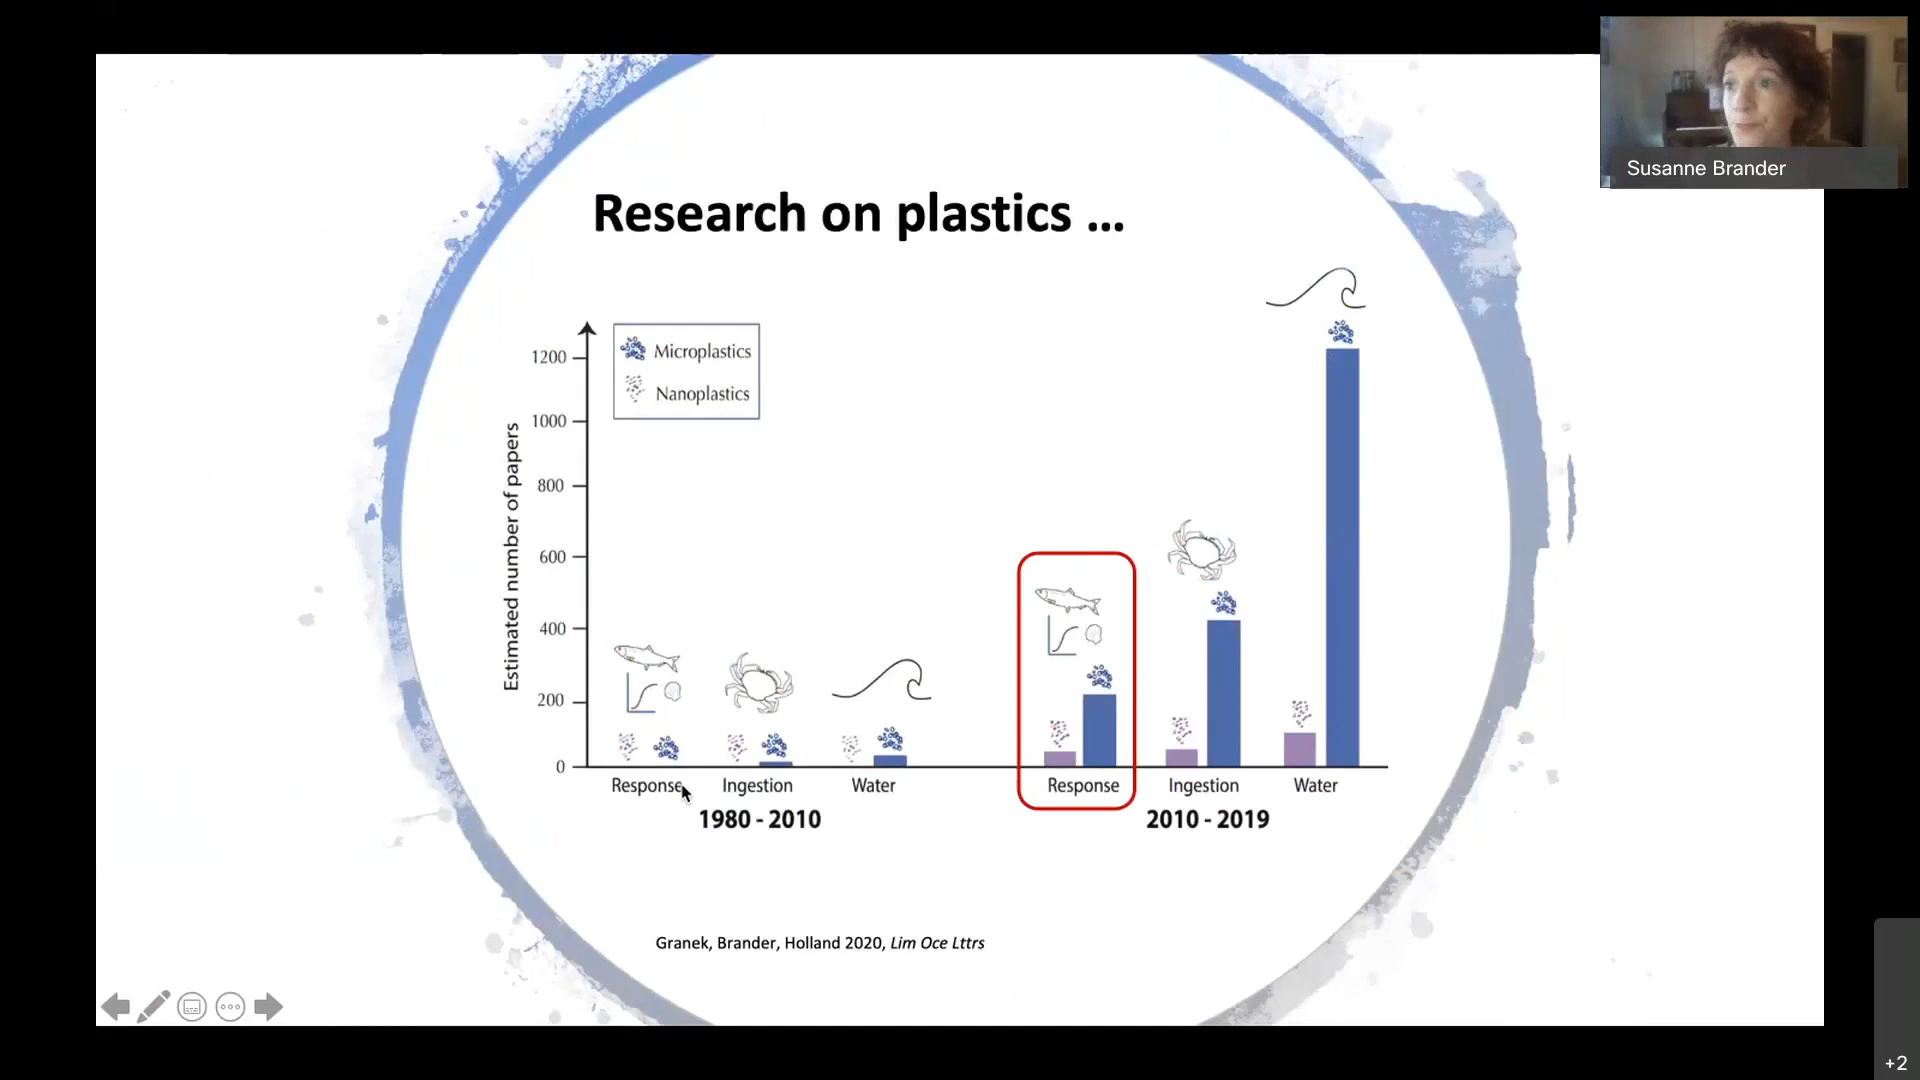 Susanne Brander
Research on plastics ...
Microplastics
Nanoplastics
Estimated number of papers
1200
1000
800
600
400
200
0
Response Ingestion Water Response Ingestion Water
1980 - 2010 2010 - 2019
Granek, Brander, Holland 2020, Lim Oce Lttrs
+2